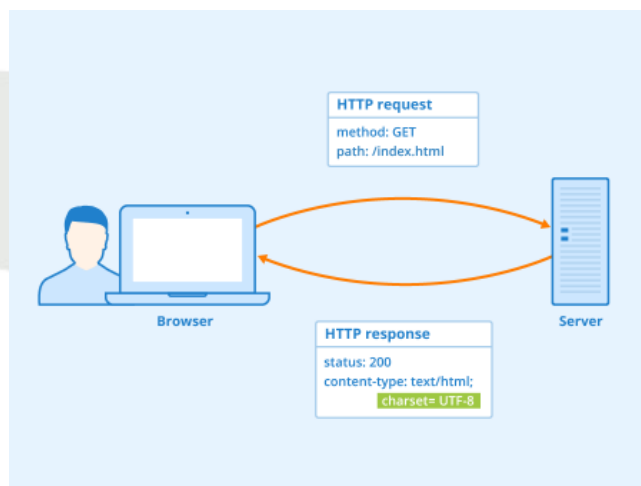 HTTP request
method: GET
path: /index.html
Browser
Server
HTTP response
status: 200
content-type: text/html;
charset= UTF-8